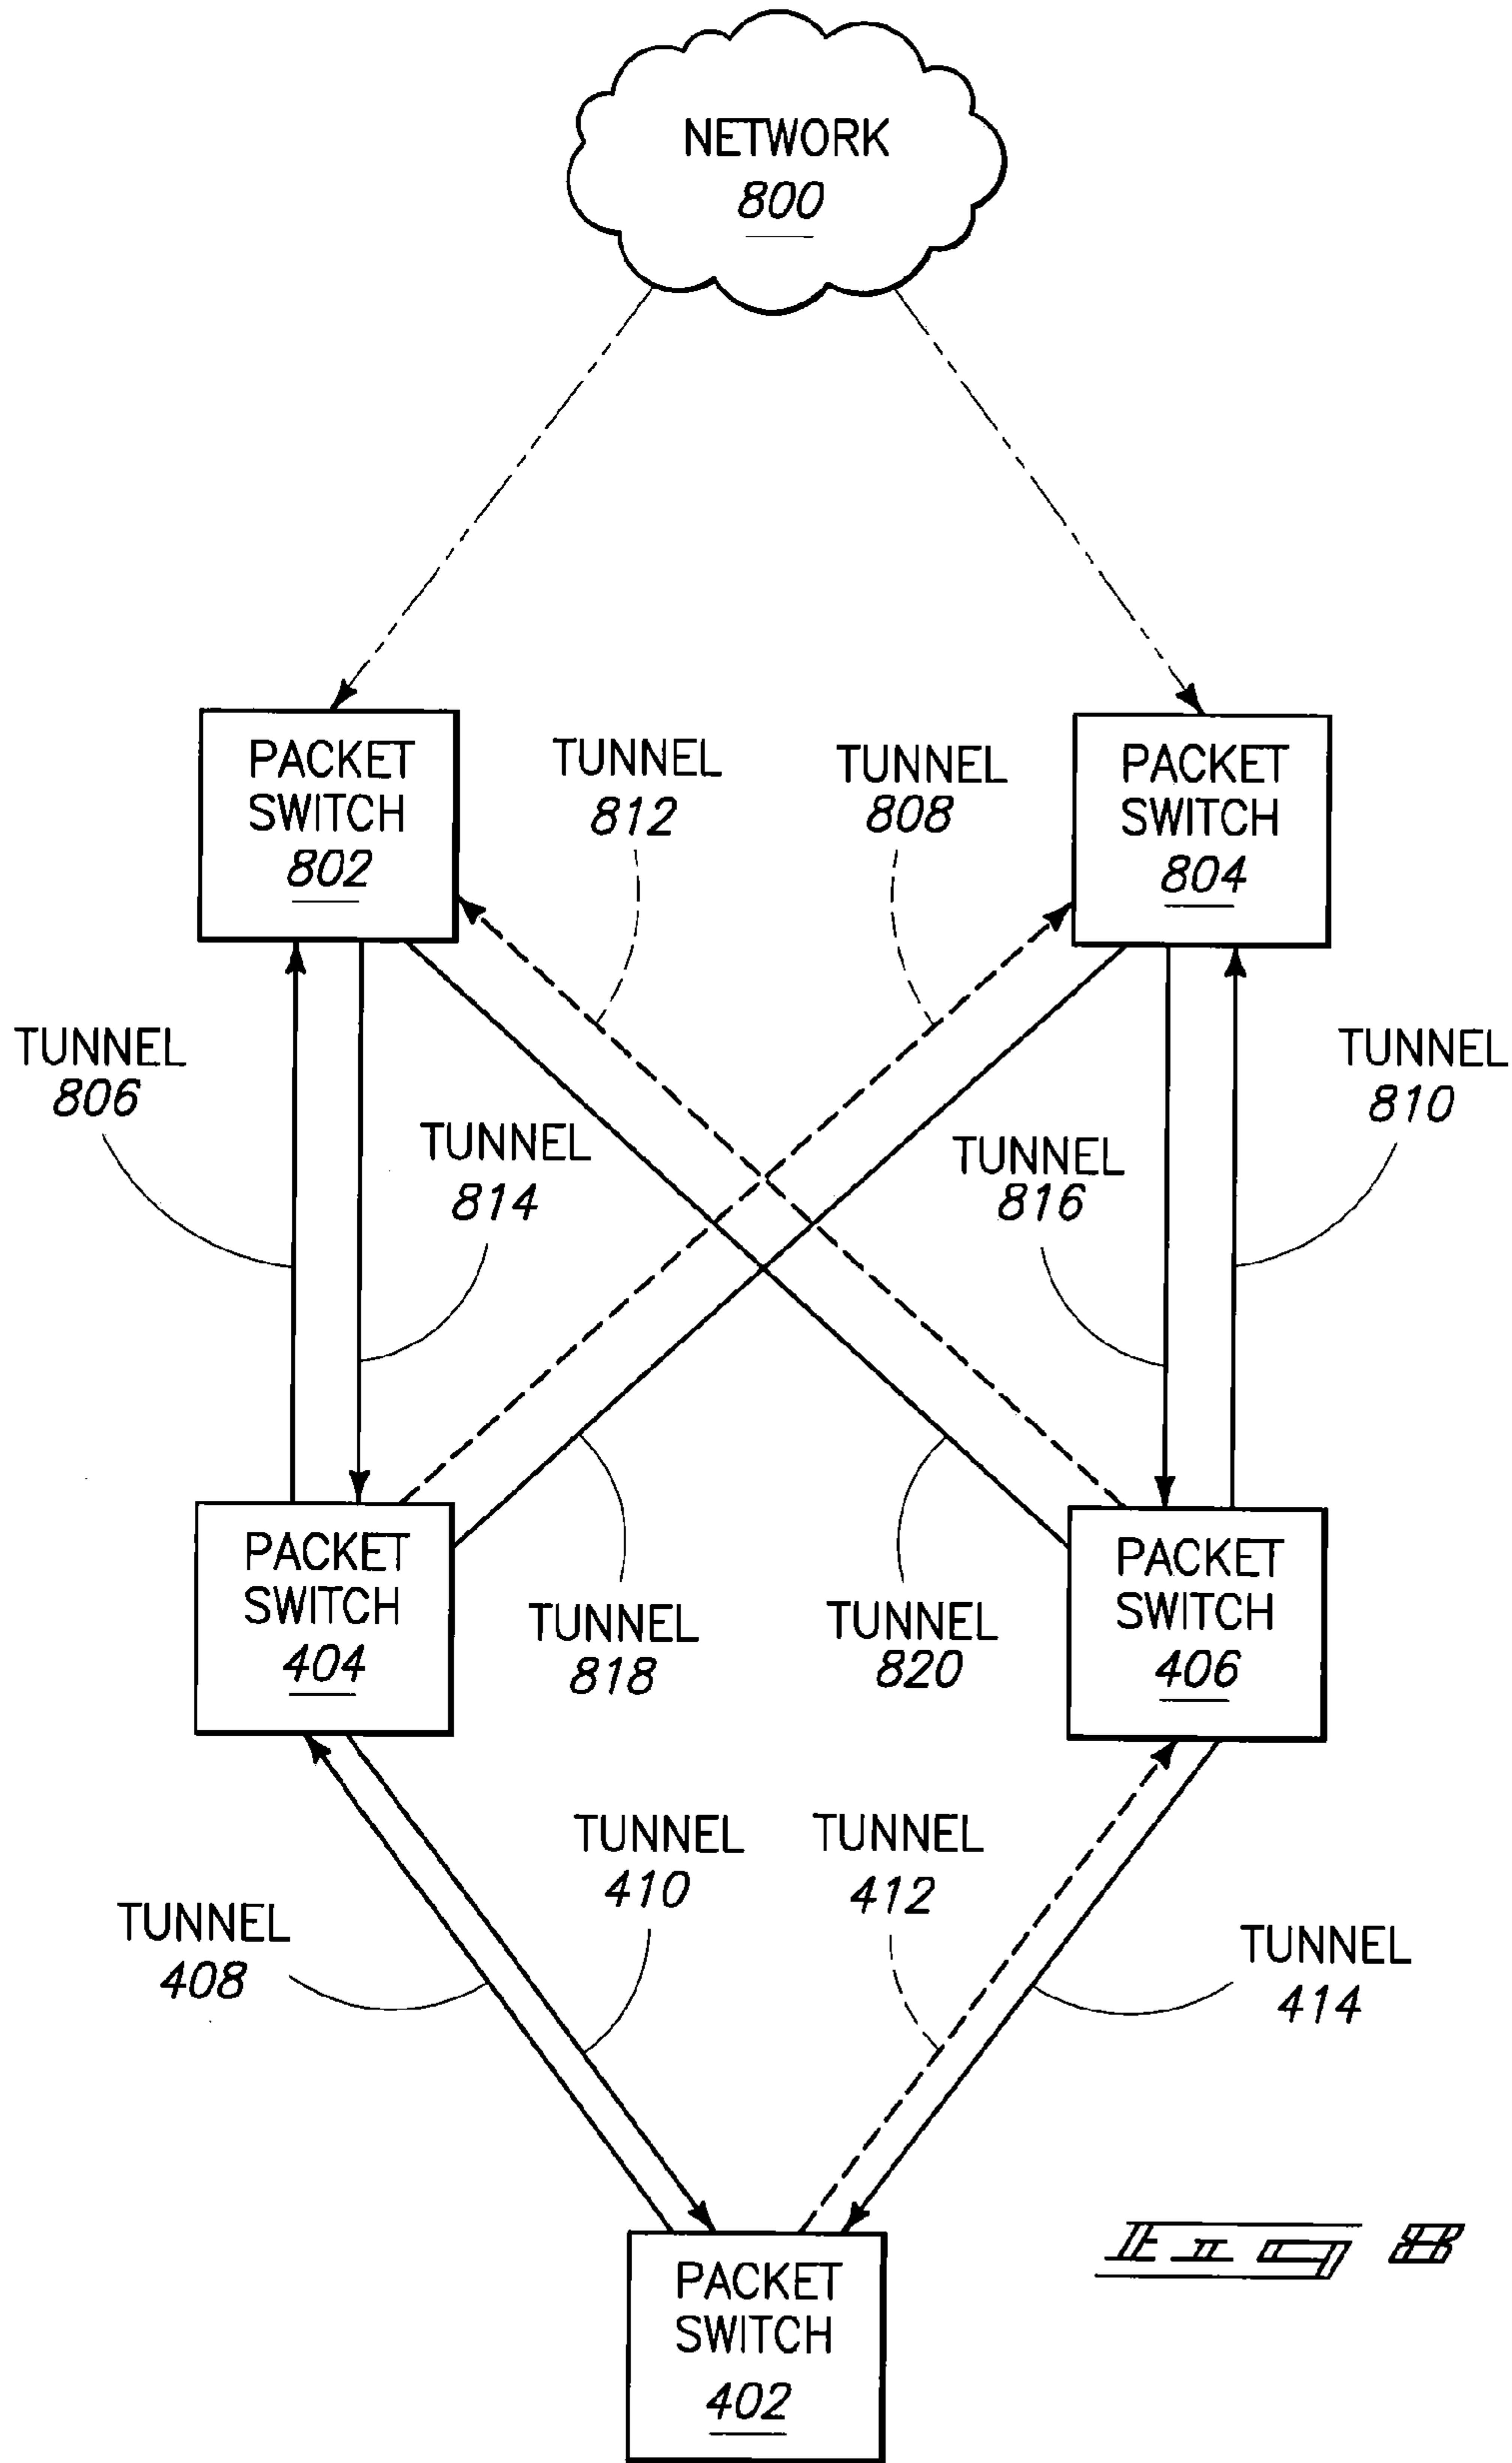 NETWORK
800
PACKET
SWITCH
802
TUNNEL
812
TUNNEL
808
PACKET
SWITCH
804
TUNNEL
806
TUNNEL
814
TUNNEL
816
TUNNEL
810
PACKET
SWITCH
404
TUNNEL
818
TUNNEL
820
PACKET
SWITCH
406
TUNNEL
408
TUNNEL
410
TUNNEL
412
TUNNEL
414
PACKET
SWITCH
402
FIG 8